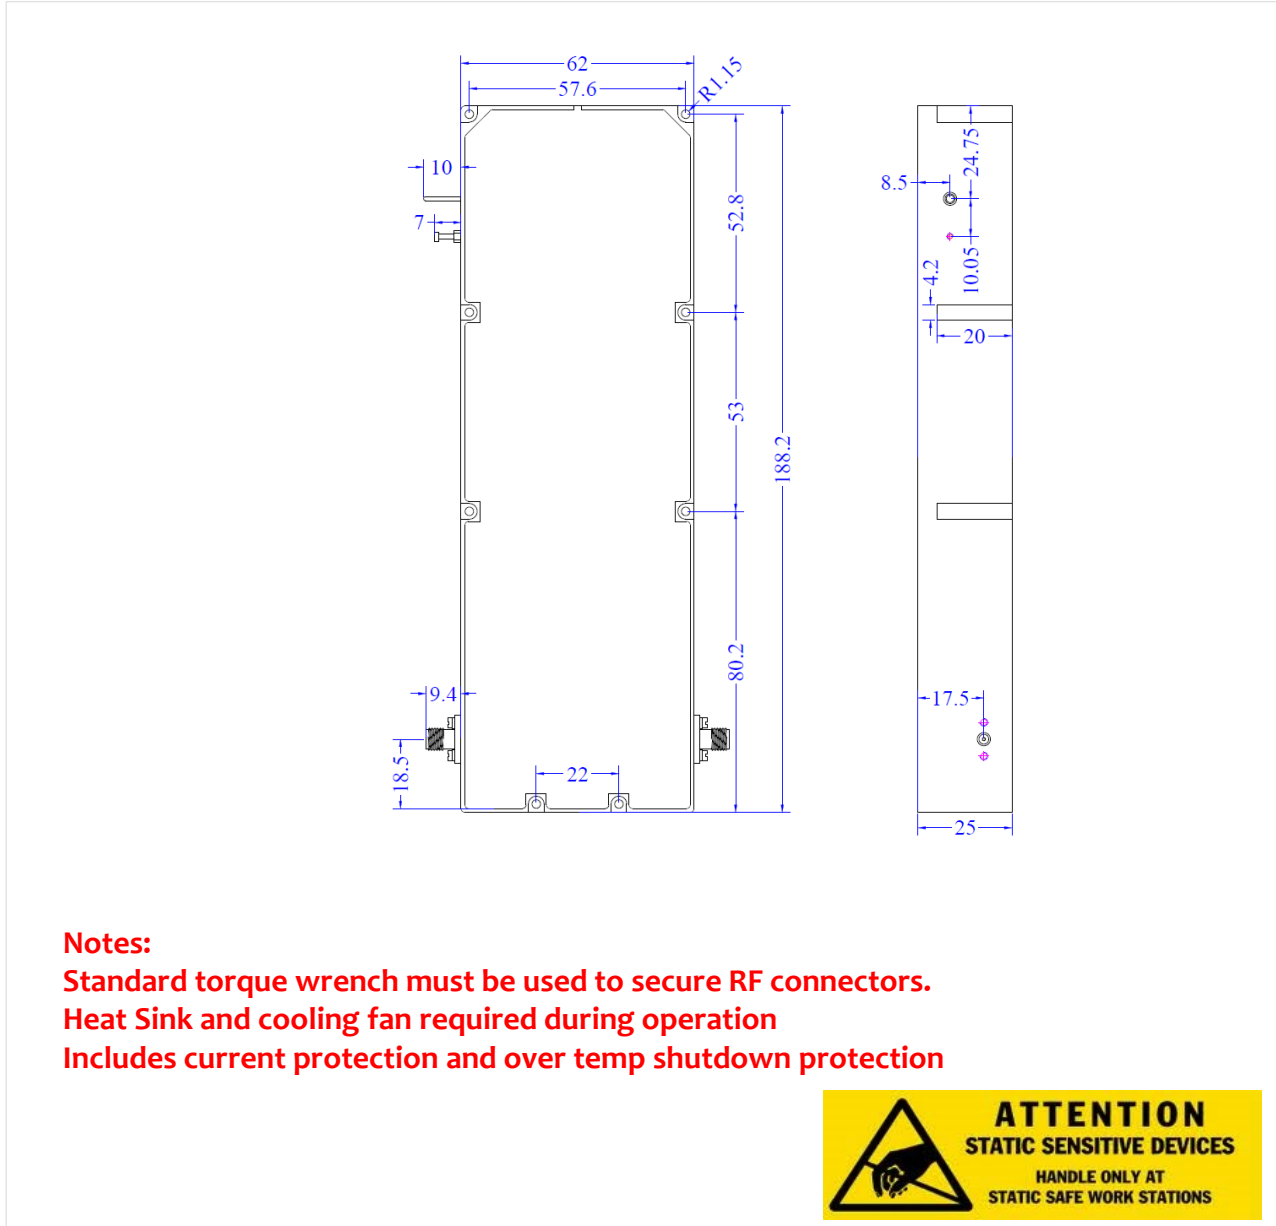 62
57.6
R1.15
10
7
52.8
53
188.2
80.2
9.4
18.5
22
24.75
8.5
10.05
4.2
20
17.5
25
Notes:
Standard torque wrench must be used to secure RF connectors.
Heat Sink and cooling fan required during operation
Includes current protection and over temp shutdown protection
ATTENTION
STATIC SENSITIVE DEVICES
HANDLE ONLY AT
STATIC SAFE WORK STATIONS